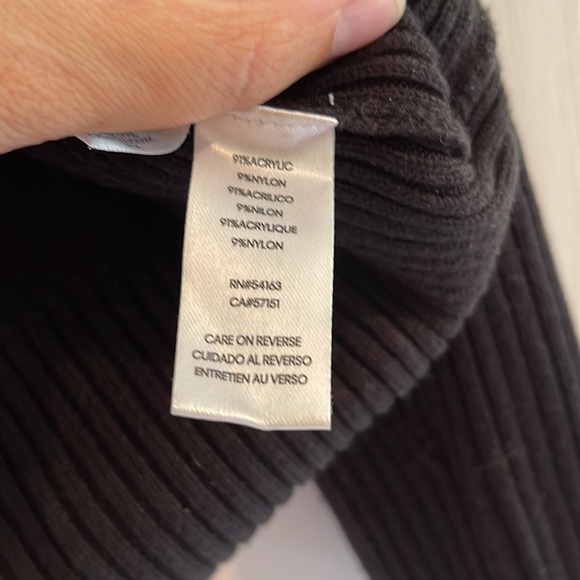 91%ACRYLIC
9%NYLON
91%ACRILICO
9%NILON
91%ACRYLIQUE
9%NYLON
RN#54163
CA#57151
CARE ON REVERSE
CUIDADO AL REVERSO
ENTRETIEN AU VERSO